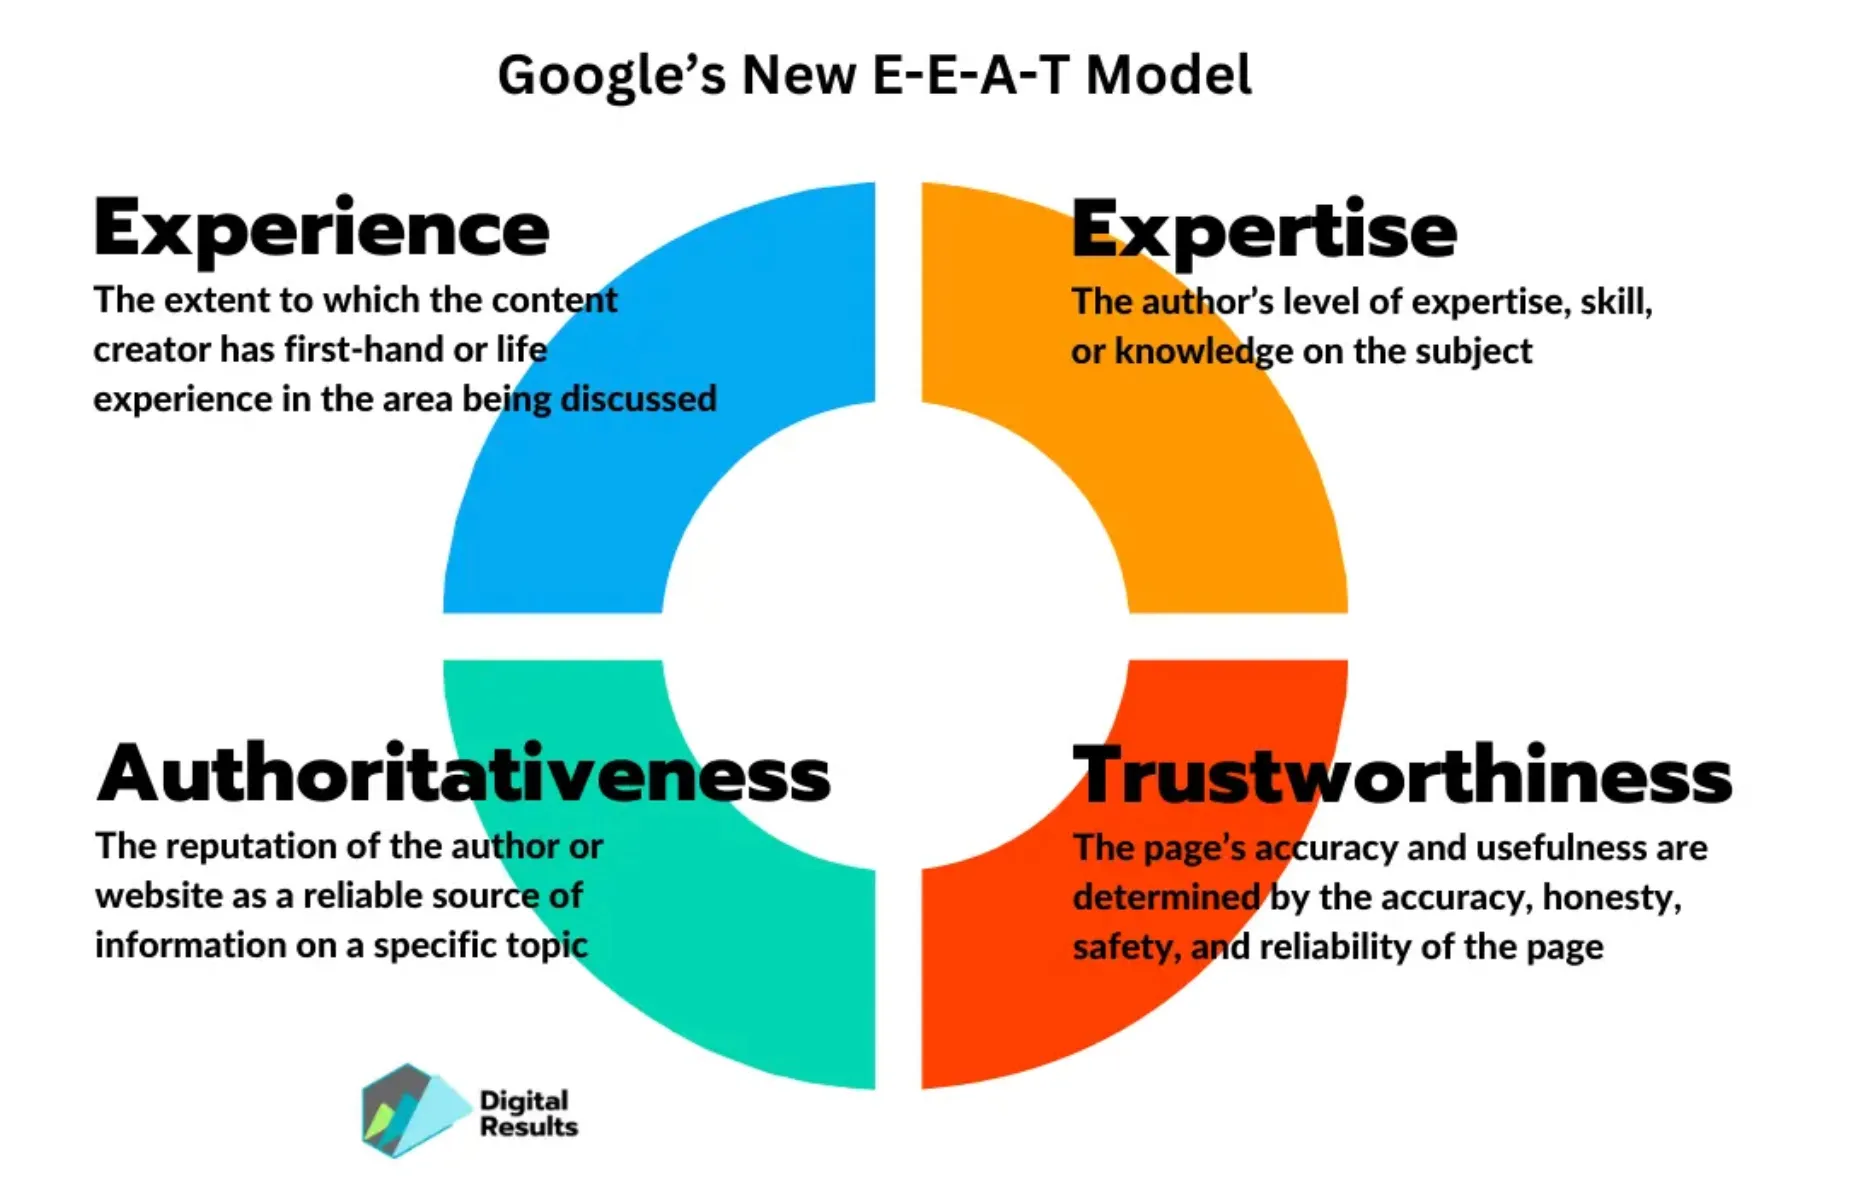 Google’s New E-E-A-T Model
Experience
The extent to which the content
creator has first-hand or life
experience in the area being discussed
Expertise
The author’s level of expertise, skill,
or knowledge on the subject
Authoritativeness
The reputation of the author or
website as a reliable source of
information on a specific topic
Trustworthiness
The page’s accuracy and usefulness are
determined by the accuracy, honesty,
safety, and reliability of the page
Digital
Results